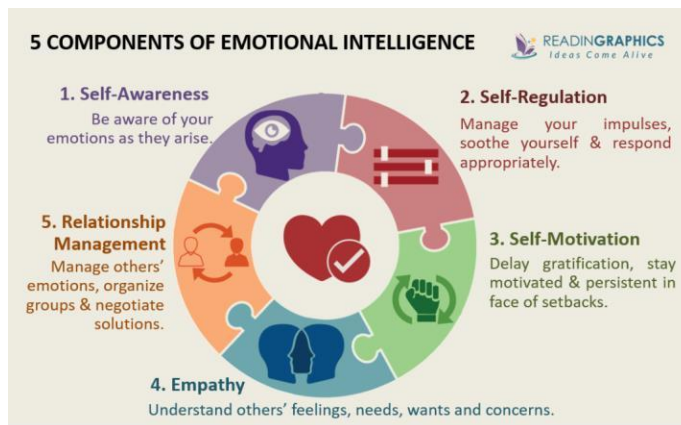 5 COMPONENTS OF EMOTIONAL INTELLIGENCE
READINGRAPHICS
Ideas Come Alive
1. Self-Awareness
Be aware of your
emotions as they arise.
2. Self-Regulation
Manage your impulses,
soothe yourself & respond
appropriately.
3. Self-Motivation
Delay gratification, stay
motivated & persistent in
face of setbacks.
4. Empathy
Understand others' feelings, needs, wants and concerns.
5. Relationship
Management
Manage others'
emotions, organize
groups & negotiate
solutions.